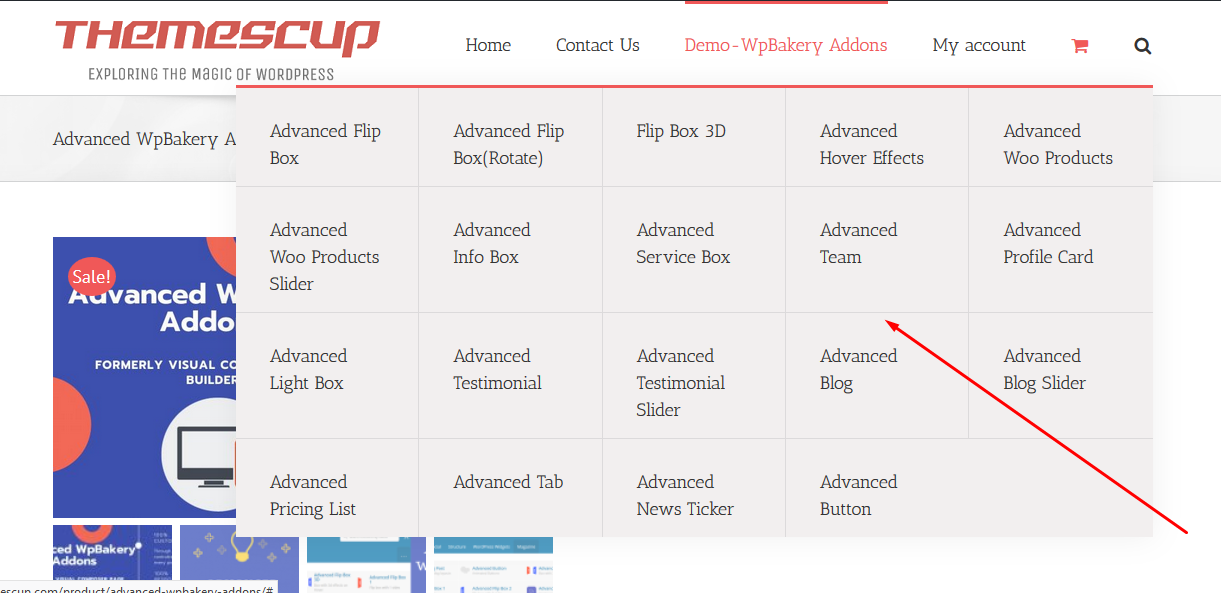 THEMESCUP
EXPLORING THE MAGIC OF WORDPRESS
Home
Contact Us
Demo-WpBakery Addons
My account
Advanced WpBakery A
Advanced Flip
Box
Advanced Flip
Box(Rotate)
Flip Box 3D
Advanced
Hover Effects
Advanced
Woo Products
Advanced
Woo Products
Slider
Advanced
Info Box
Advanced
Service Box
Advanced
Team
Advanced
Profile Card
Advanced
Light Box
Advanced
Testimonial
Advanced
Testimonial
Slider
Advanced
Blog
Advanced
Blog Slider
Advanced
Pricing List
Advanced Tab
Advanced
News Ticker
Advanced
Button
Sale!
Advanced W
Addo
FORMERLY VISUAL CO
BUILDER
ced WpBakery
Addons
escup.com/product/advanced-wpbakery-addons/#